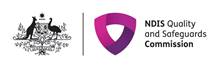 NDIS Quality
and Safeguards
Commission